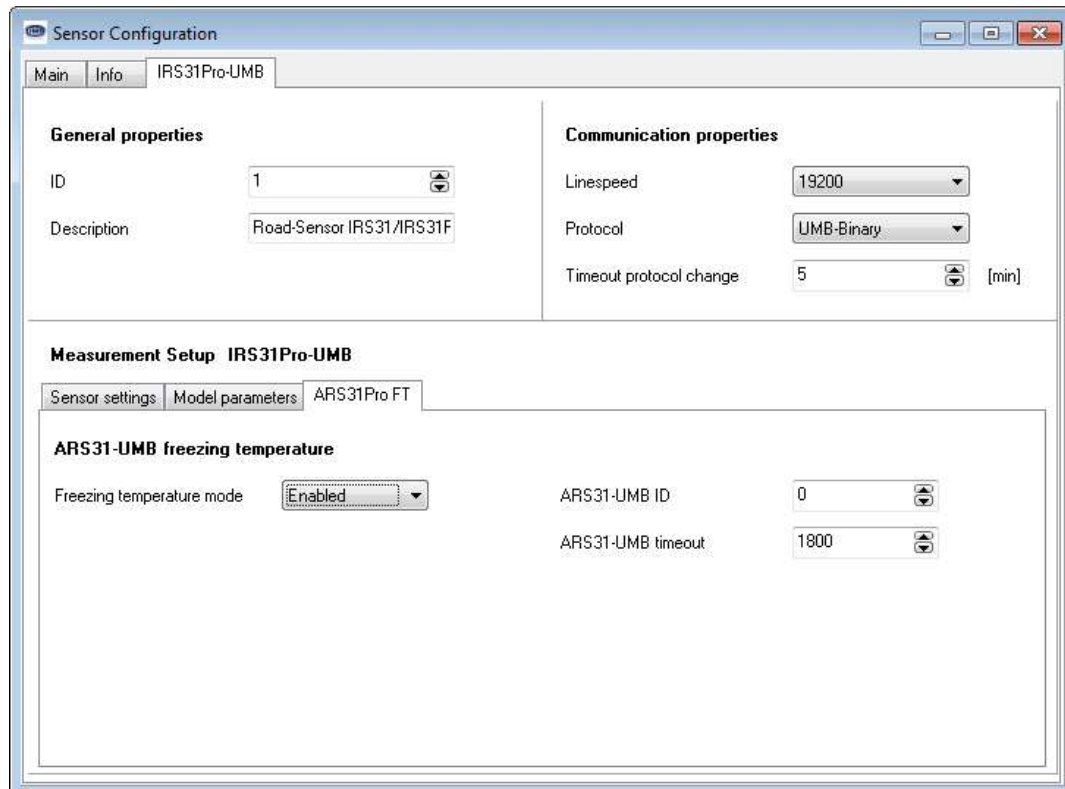 Sensor Configuration
Main Info IRS31Pro-UMB
General properties
ID 1
Description Road-Sensor IRS31/IRS31F
Communication properties
Linespeed 19200
Protocol UMB-Binary
Timeout protocol change 5 [min]
Measurement Setup IRS31Pro-UMB
Sensor settings Model parameters ARS31Pro FT
ARS31-UMB freezing temperature
Freezing temperature mode Enabled
ARS31-UMB ID 0
ARS31-UMB timeout 1800